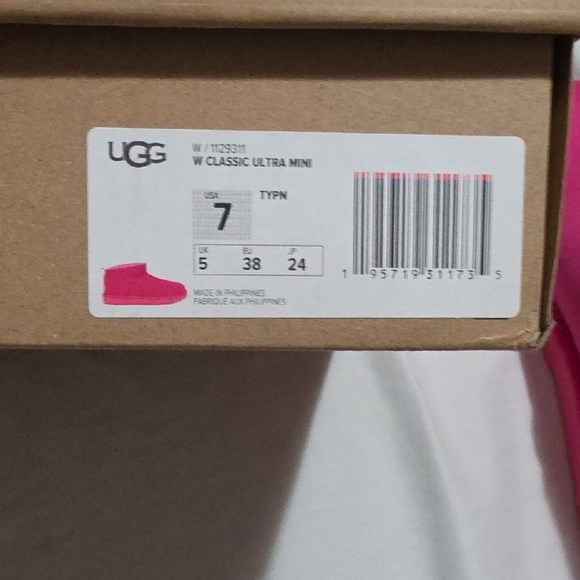 UGG
W / 1129311
W CLASSIC ULTRA MINI
USA
7
TYPN
UK EU JP
5 38 24
MADE IN PHILIPPINES
FABRIQUÉ AUX PHILIPPINES
1 95719 31173 5